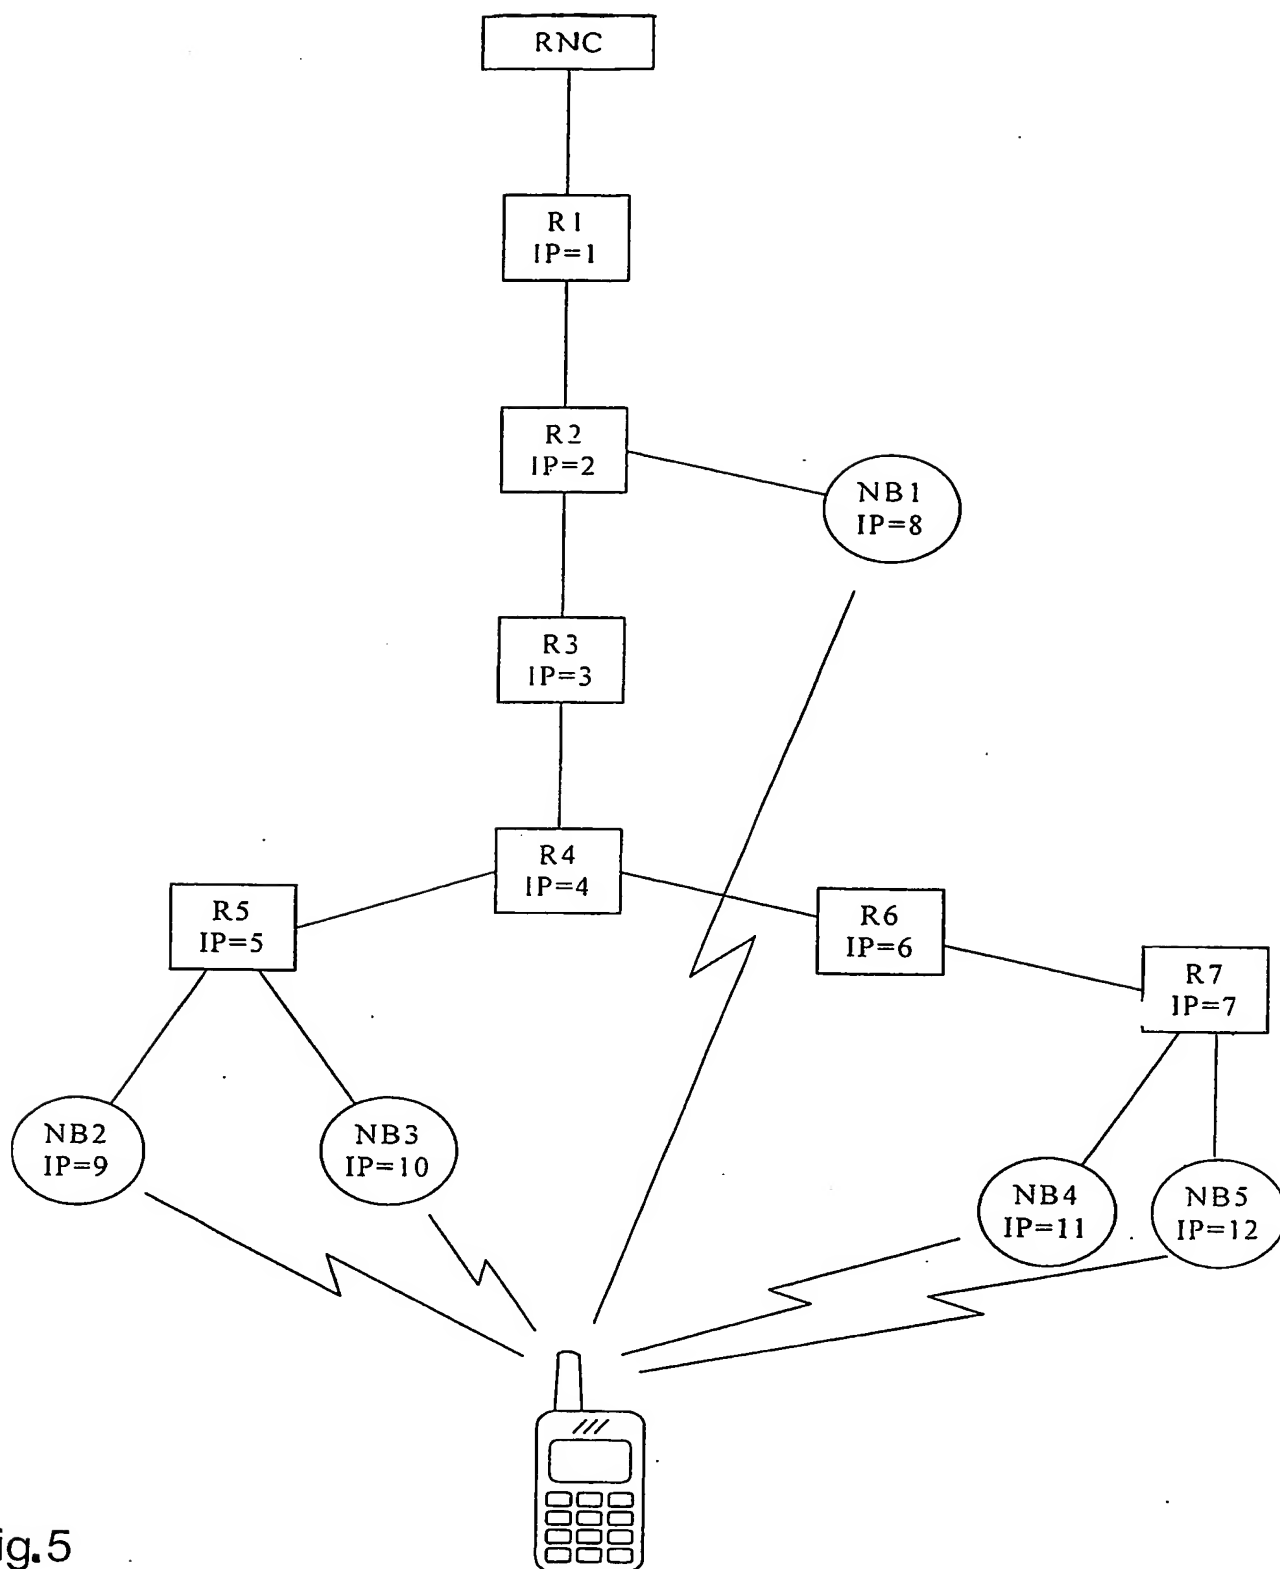 RNC
R1
IP=1
R2
IP=2
NB1
IP=8
R3
IP=3
R4
IP=4
R5
IP=5
R6
IP=6
R7
IP=7
NB2
IP=9
NB3
IP=10
NB4
IP=11
NB5
IP=12
ig.5